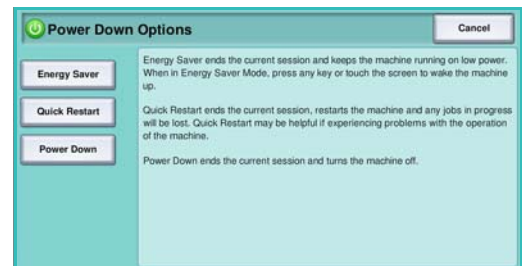 Power Down Options
Cancel
Energy Saver
Quick Restart
Power Down
Energy Saver ends the current session and keeps the machine running on low power.
When in Energy Saver Mode, press any key or touch the screen to wake the machine
up.
Quick Restart ends the current session, restarts the machine and any jobs in progress
will be lost. Quick Restart may be helpful if experiencing problems with the operation
of the machine.
Power Down ends the current session and turns the machine off.